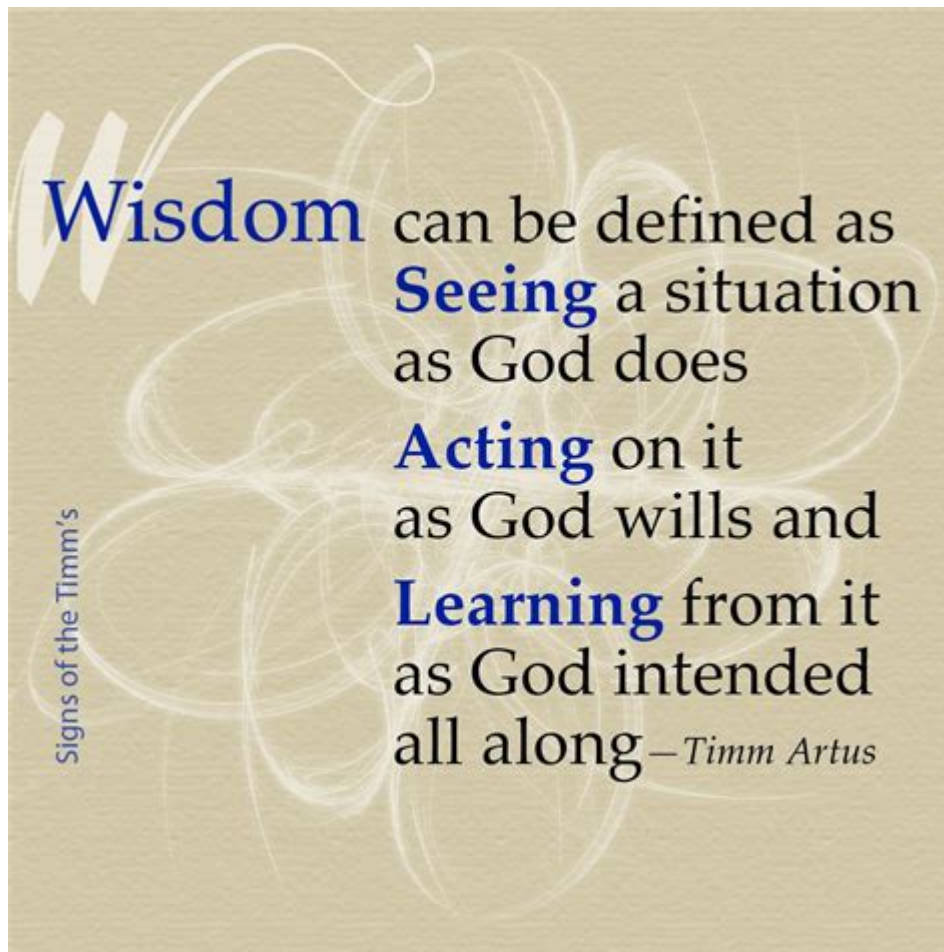 Wisdom can be defined as
Seeing a situation
as God does
Acting on it
as God wills and
Learning from it
as God intended
all along—Timm Artus
Signs of the Timm's